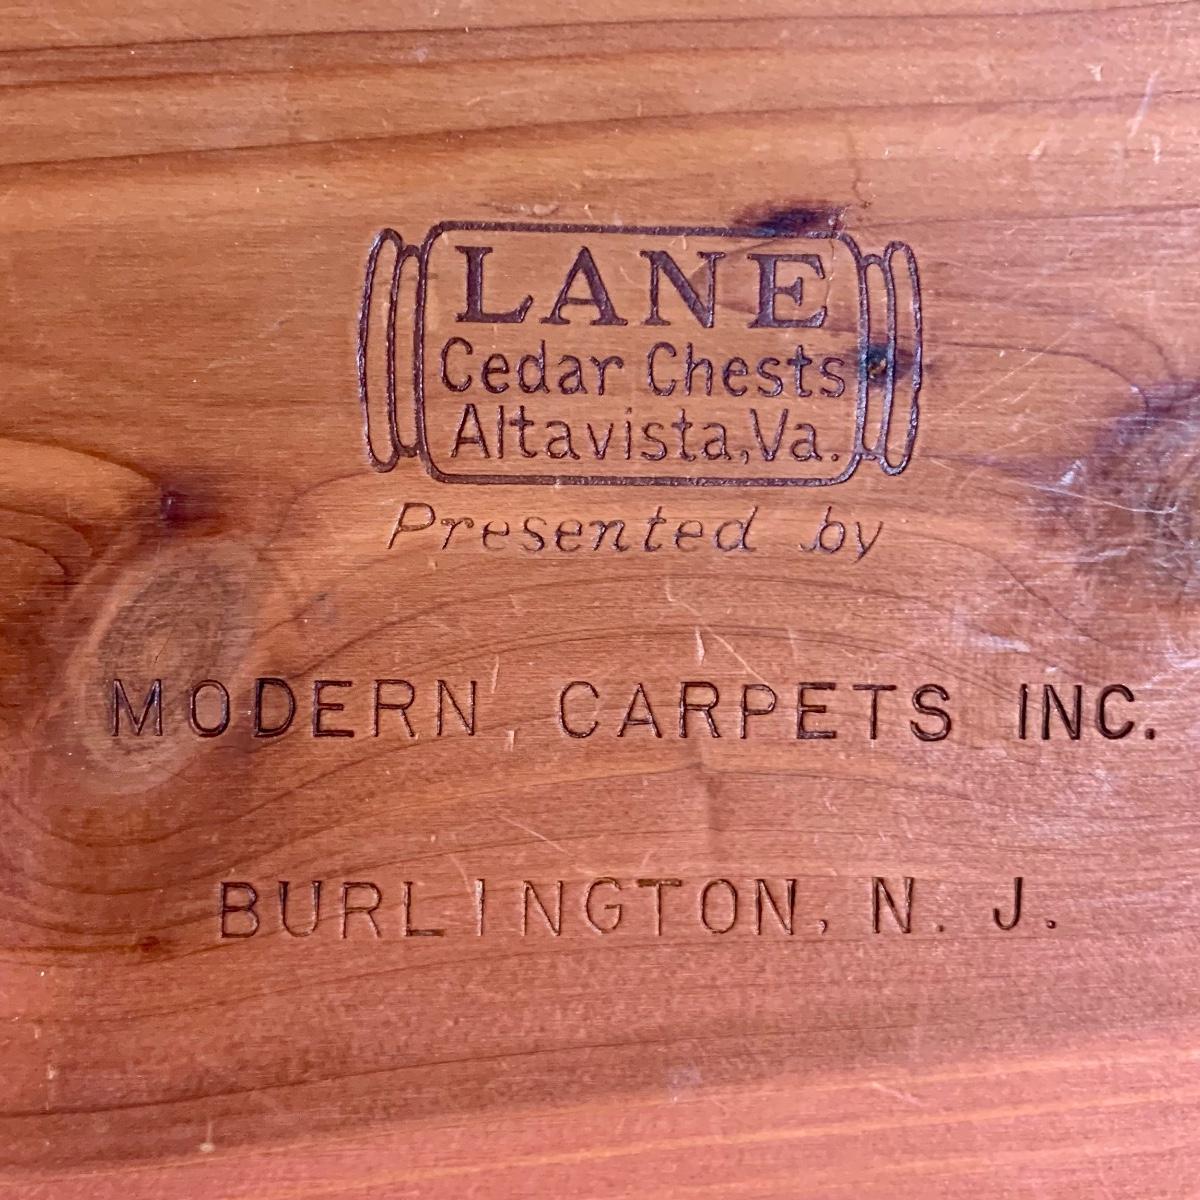 LANE
Cedar Chests
Altavista,Va.
Presented by
MODERN CARPETS INC.
BURLINGTON, N. J.